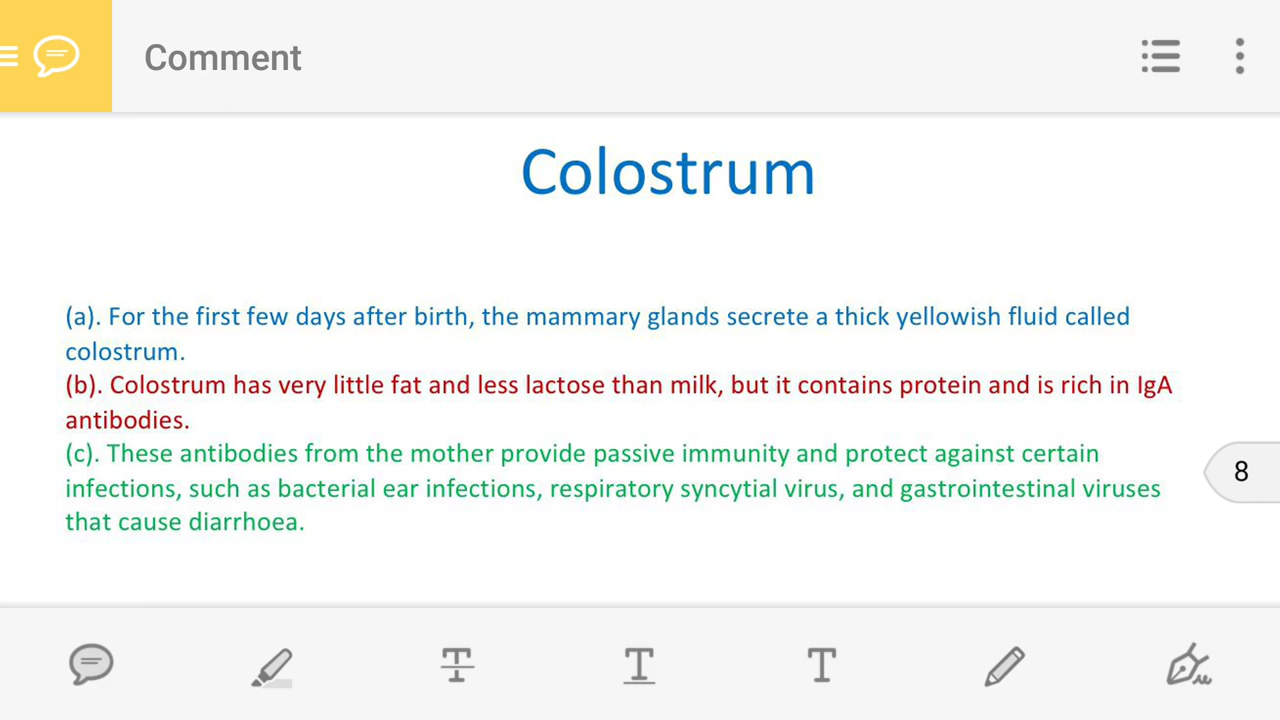 Comment
Colostrum
(a). For the first few days after birth, the mammary glands secrete a thick yellowish fluid called
colostrum.
(b). Colostrum has very little fat and less lactose than milk, but it contains protein and is rich in IgA
antibodies.
(c). These antibodies from the mother provide passive immunity and protect against certain
infections, such as bacterial ear infections, respiratory syncytial virus, and gastrointestinal viruses
that cause diarrhoea.
8